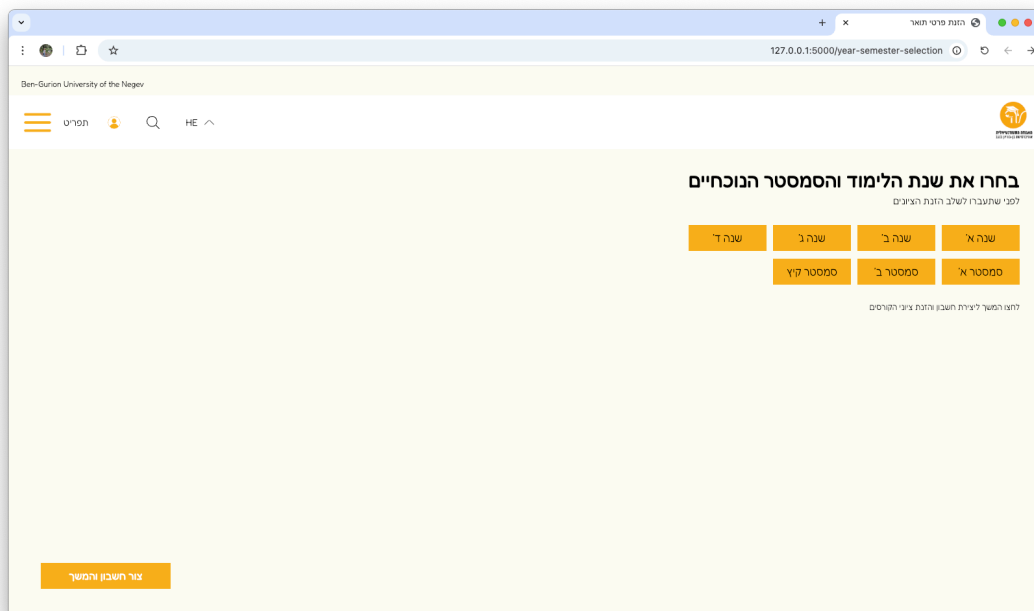 הזנת פרטי תואר
127.0.0.1:5000/year-semester-selection
Ben-Gurion University of the Negev
HE
תפריט
בחרו את שנת הלימוד והסמסטר הנוכחיים
לפני שתעברו לשלב הזנת הציונים
שנה א' שנה ב' שנה ג' שנה ד'
סמסטר א' סמסטר ב' סמסטר קיץ
לחצו המשך ליצירת חשבון והזנת ציוני הקורסים
צור חשבון והמשך